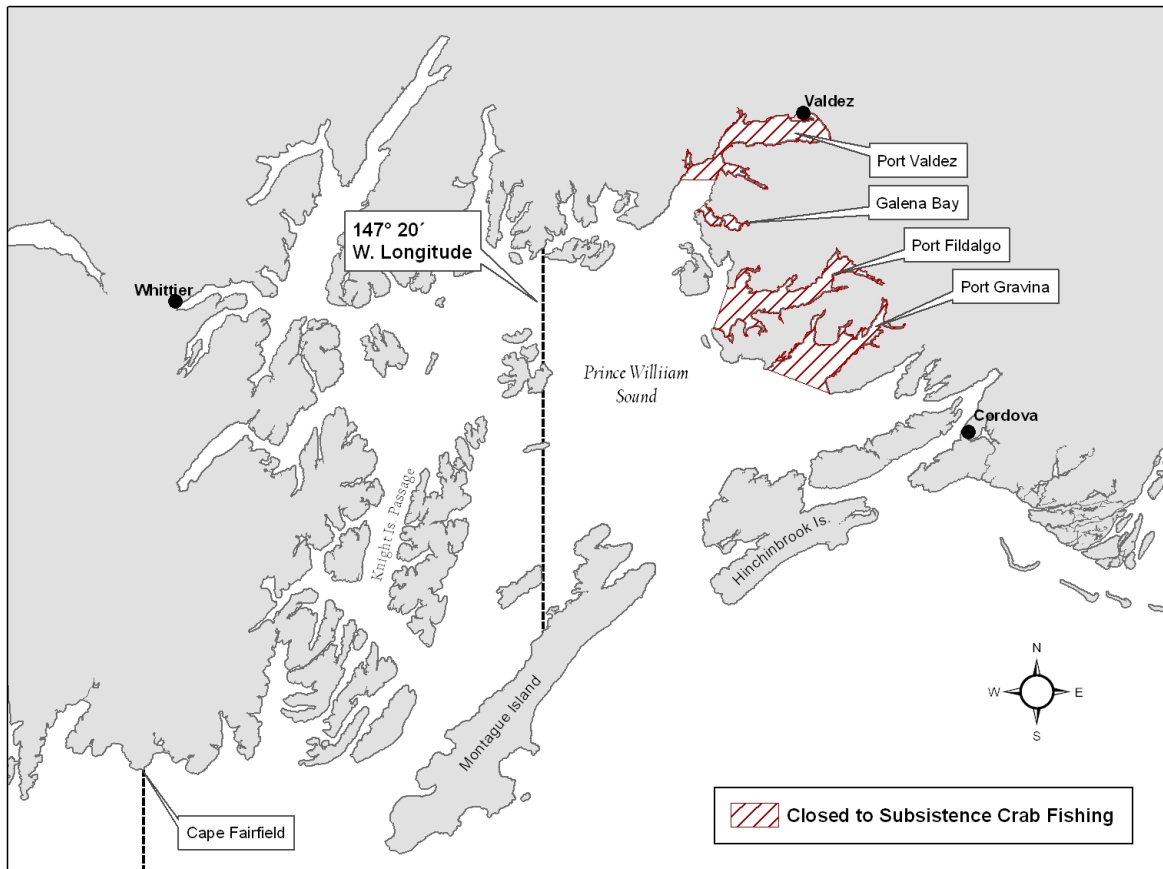 Valdez
Port Valdez
Galena Bay
147° 20´
W. Longitude
Port Fildalgo
Whittier
Port Gravina
Prince Williiam
Sound
Cordova
Knight Is Passage
Hinchinbrook Is.
Montague Island
N
W
E
S
Cape Fairfield
Closed to Subsistence Crab Fishing